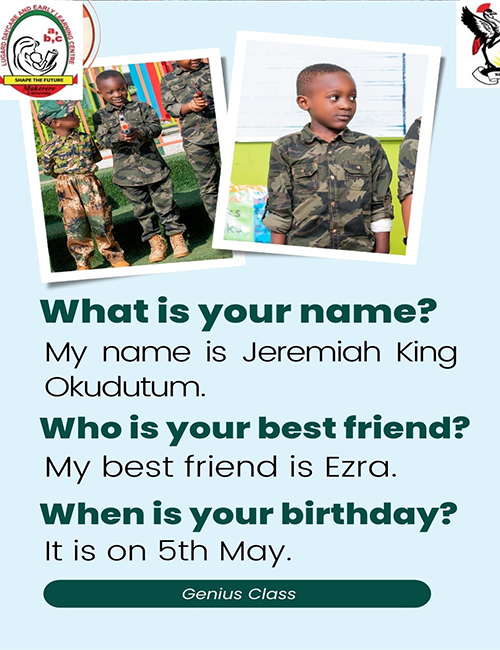 LUGARD DAYCARE AND EARLY LEARNING CENTRE
a,
b,c
SHAPE THE FUTURE
Makerere
What is your name?
My name is Jeremiah King
Okudutum.
Who is your best friend?
My best friend is Ezra.
When is your birthday?
It is on 5th May.
Genius Class